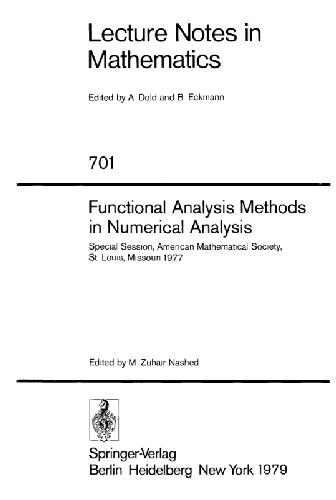 Lecture Notes in
Mathematics
Edited by A. Dold and B. Eckmann
701
Functional Analysis Methods
in Numerical Analysis
Special Session, American Mathematical Society,
St. Louis, Missouri 1977
Edited by M. Zuhair Nashed
Springer-Verlag
Berlin Heidelberg New York 1979